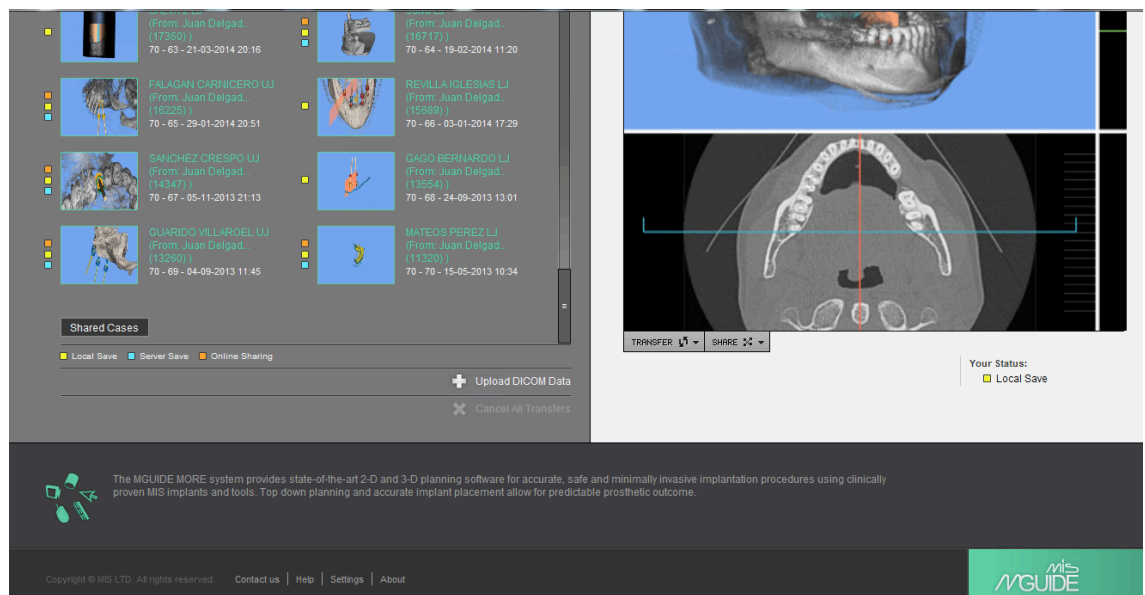 (From: Juan Delgad...
(17360) )
70 - 63 - 21-03-2014 20:16
(From: Juan Delgad...
(16717) )
70 - 64 - 19-02-2014 11:20
FALAGAN CARNICERO UJ
(From: Juan Delgad...
(16225) )
70 - 65 - 29-01-2014 20:51
REVILLA IGLESIAS LJ
(From: Juan Delgad...
(15689) )
70 - 66 - 03-01-2014 17:29
SANCHEZ CRESPO UJ
(From: Juan Delgad...
(14347) )
70 - 67 - 05-11-2013 21:13
GAGO BERNARDO LJ
(From: Juan Delgad...
(13554) )
70 - 68 - 24-09-2013 13:01
GUARIDO VILLAROEL UJ
(From: Juan Delgad...
(13260) )
70 - 69 - 04-09-2013 11:45
MATEOS PEREZ LJ
(From: Juan Delgad...
(11320) )
70 - 70 - 15-05-2013 10:34
Shared Cases
Local Save Server Save Online Sharing
Upload DICOM Data
Cancel All Transfers
TRANSFER SHARE
Your Status:
Local Save
The MGUIDE MORE system provides state-of-the-art 2-D and 3-D planning software for accurate, safe and minimally invasive implantation procedures using clinically
proven MIS implants and tools. Top down planning and accurate implant placement allow for predictable prosthetic outcome.
Copyright © MIS LTD. All rights reserved. Contact us | Help | Settings | About
mis
MGUIDE